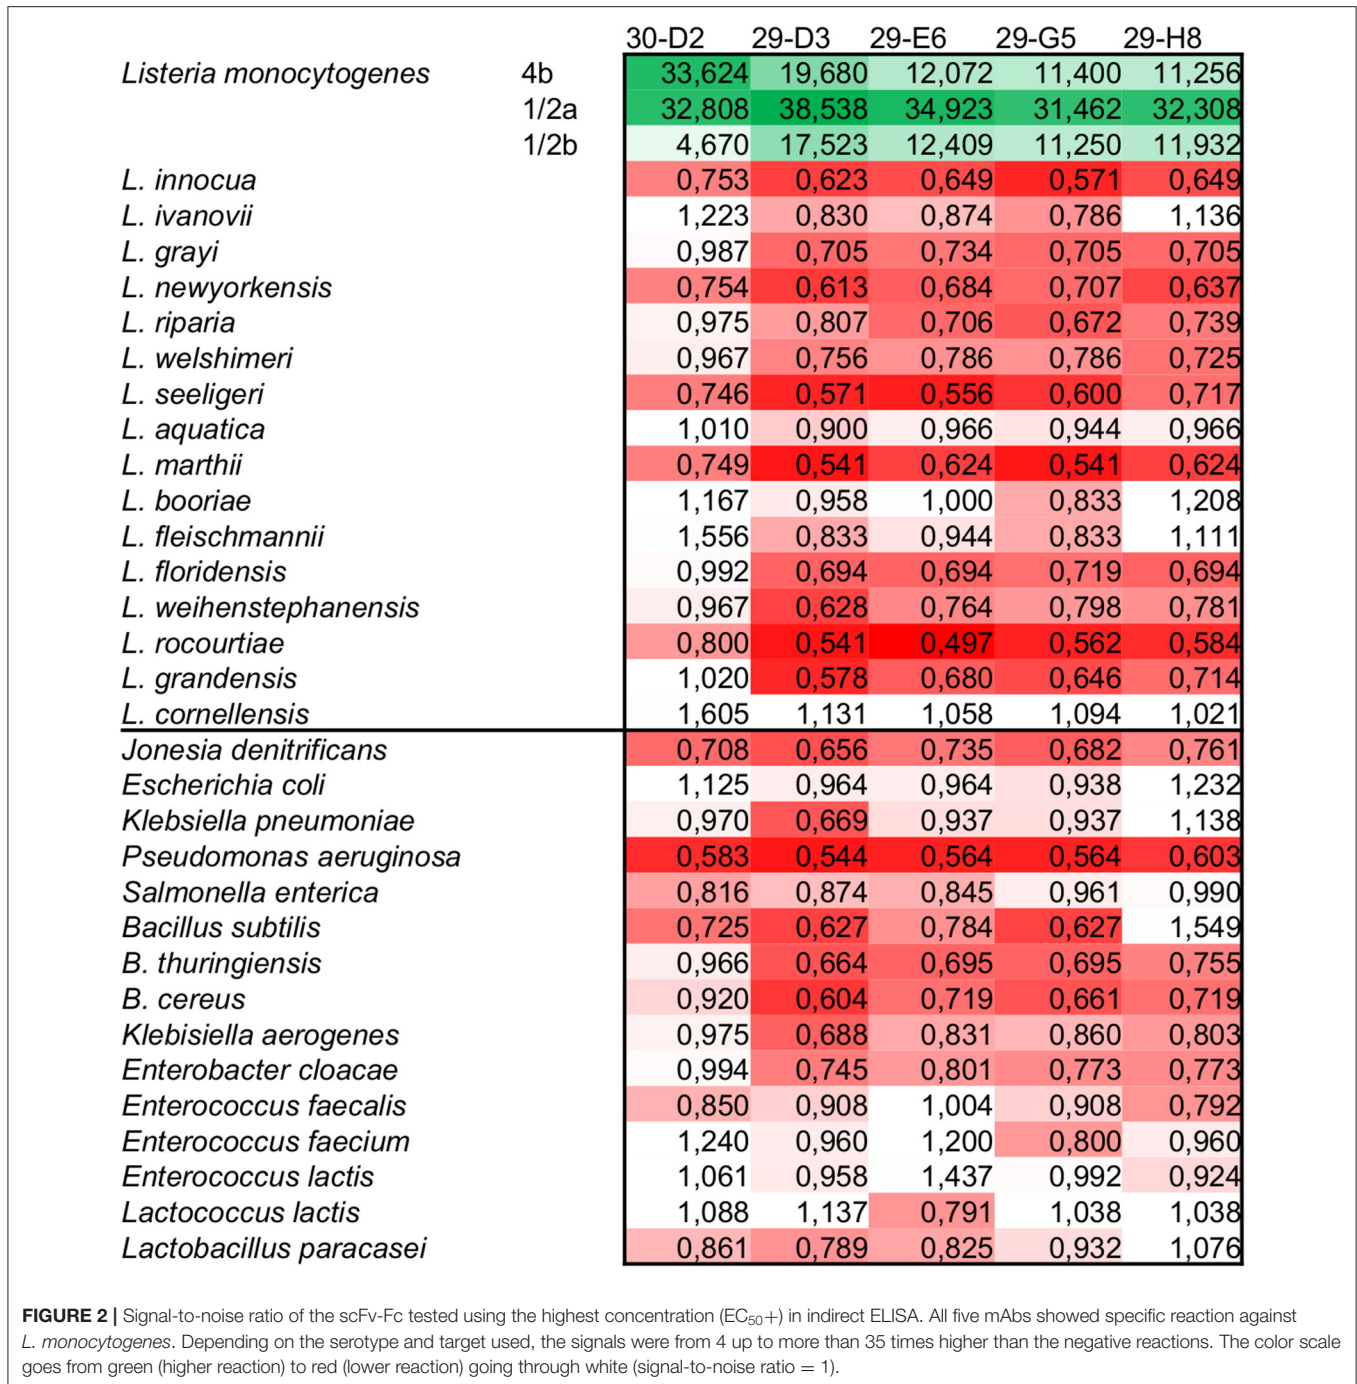 30-D2 29-D3 29-E6 29-G5 29-H8
Listeria monocytogenes 4b 33,624 19,680 12,072 11,400 11,256
1/2a 32,808 38,538 34,923 31,462 32,308
1/2b 4,670 17,523 12,409 11,250 11,932
L. innocua 0,753 0,623 0,649 0,571 0,649
L. ivanovii 1,223 0,830 0,874 0,786 1,136
L. grayi 0,987 0,705 0,734 0,705 0,705
L. newyorkensis 0,754 0,613 0,684 0,707 0,637
L. riparia 0,975 0,807 0,706 0,672 0,739
L. welshimeri 0,967 0,756 0,786 0,786 0,725
L. seeligeri 0,746 0,571 0,556 0,600 0,717
L. aquatica 1,010 0,900 0,966 0,944 0,966
L. marthii 0,749 0,541 0,624 0,541 0,624
L. booriae 1,167 0,958 1,000 0,833 1,208
L. fleischmannii 1,556 0,833 0,944 0,833 1,111
L. floridensis 0,992 0,694 0,694 0,719 0,694
L. weihenstephanensis 0,967 0,628 0,764 0,798 0,781
L. rocourtiae 0,800 0,541 0,497 0,562 0,584
L. grandensis 1,020 0,578 0,680 0,646 0,714
L. cornellensis 1,605 1,131 1,058 1,094 1,021
Jonesia denitrificans 0,708 0,656 0,735 0,682 0,761
Escherichia coli 1,125 0,964 0,964 0,938 1,232
Klebsiella pneumoniae 0,970 0,669 0,937 0,937 1,138
Pseudomonas aeruginosa 0,583 0,544 0,564 0,564 0,603
Salmonella enterica 0,816 0,874 0,845 0,961 0,990
Bacillus subtilis 0,725 0,627 0,784 0,627 1,549
B. thuringiensis 0,966 0,664 0,695 0,695 0,755
B. cereus 0,920 0,604 0,719 0,661 0,719
Klebisiella aerogenes 0,975 0,688 0,831 0,860 0,803
Enterobacter cloacae 0,994 0,745 0,801 0,773 0,773
Enterococcus faecalis 0,850 0,908 1,004 0,908 0,792
Enterococcus faecium 1,240 0,960 1,200 0,800 0,960
Enterococcus lactis 1,061 0,958 1,437 0,992 0,924
Lactococcus lactis 1,088 1,137 0,791 1,038 1,038
Lactobacillus paracasei 0,861 0,789 0,825 0,932 1,076
FIGURE 2 | Signal-to-noise ratio of the scFv-Fc tested using the highest concentration (EC50+) in indirect ELISA. All five mAbs showed specific reaction against
L. monocytogenes. Depending on the serotype and target used, the signals were from 4 up to more than 35 times higher than the negative reactions. The color scale
goes from green (higher reaction) to red (lower reaction) going through white (signal-to-noise ratio = 1).